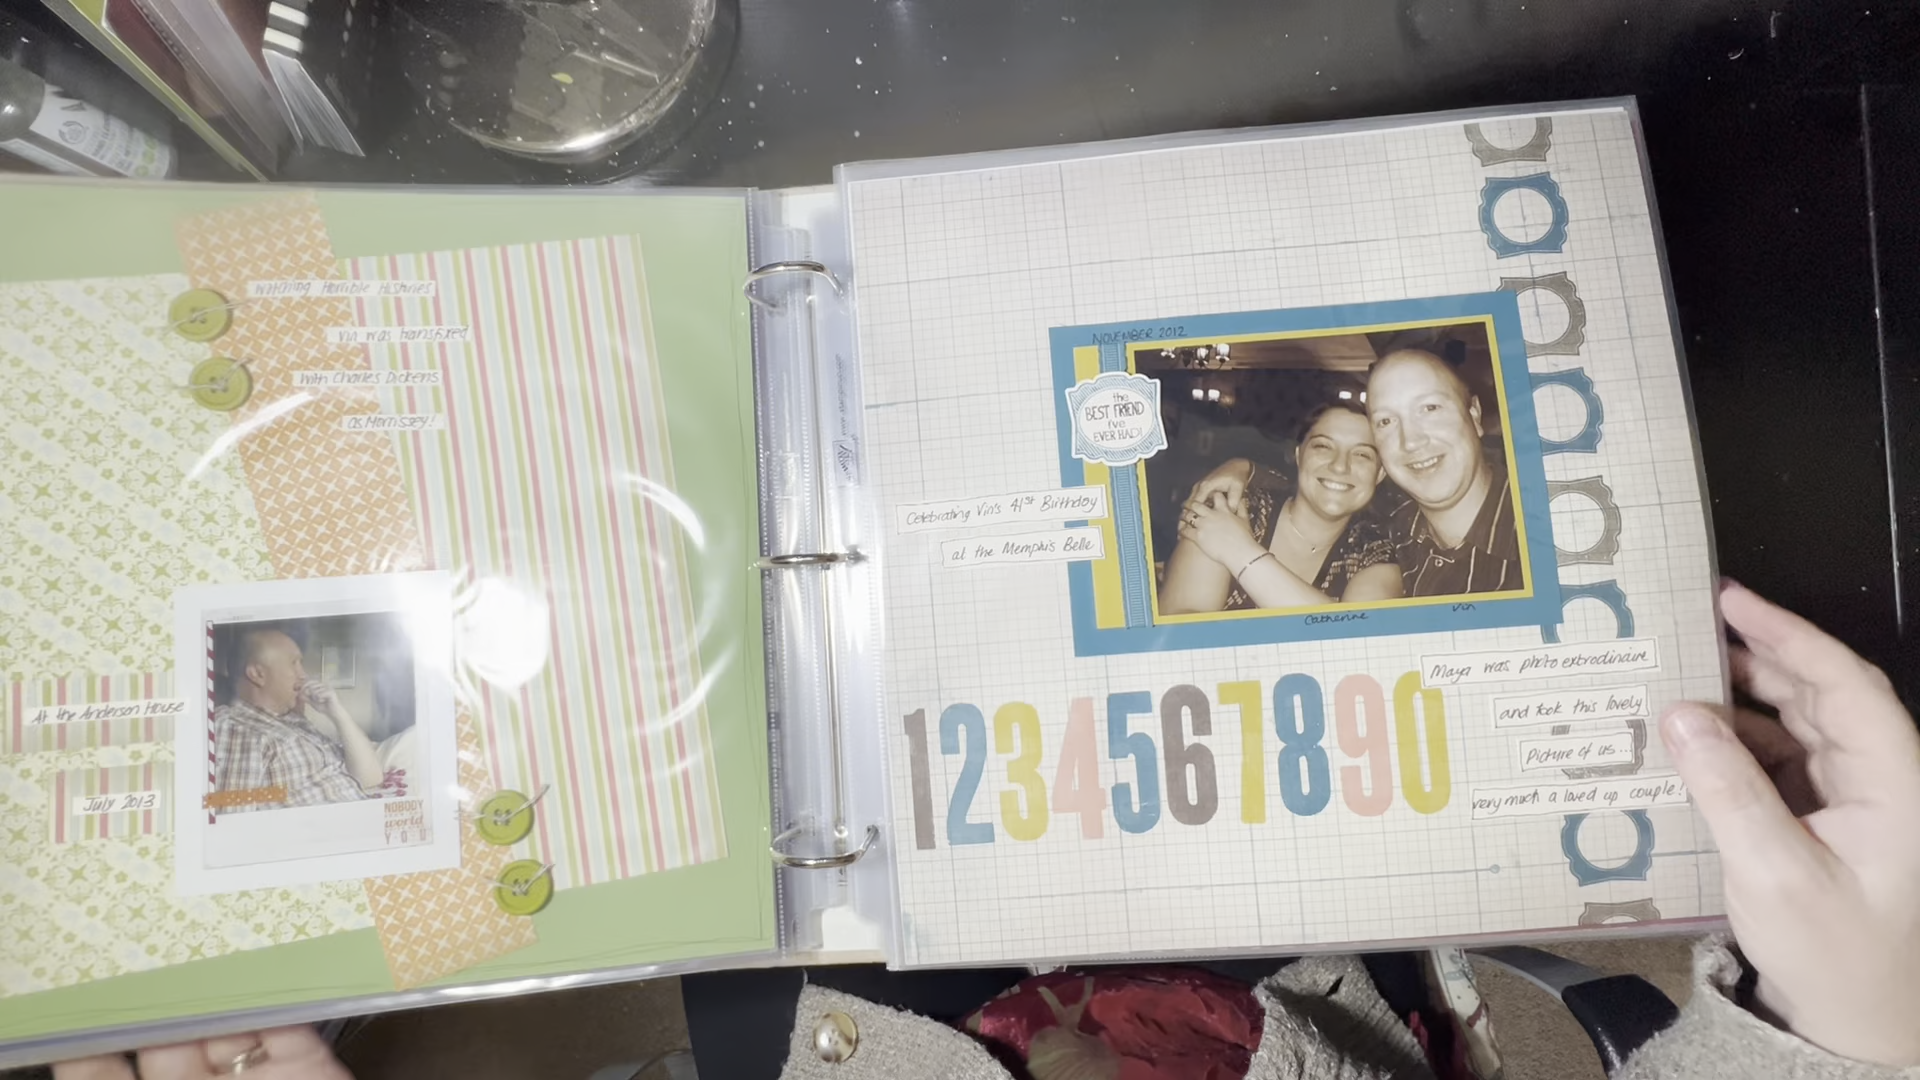 Watching Horrible Histories
Vin was transfixed
with Charles Dickens
as Morrissey!
At the Anderson House
July 2013
NOBODY
world
YOU
NOVEMBER 2012
the
BEST FRIEND
I've
EVER HAD!
Celebrating Vin's 41st Birthday
at the Memphis Belle
Catherine Vin
Maya was photo extrodinaire
and took this lovely
Picture of us...
very much a loved up couple!
1234567890